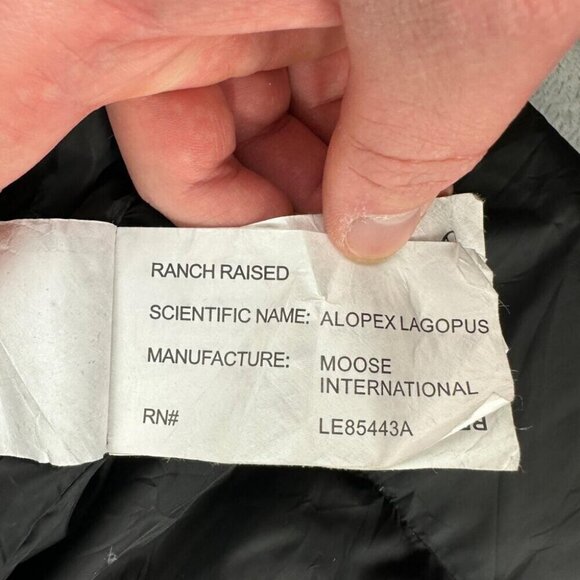 RANCH RAISED
SCIENTIFIC NAME: ALOPEX LAGOPUS
MANUFACTURE: MOOSE
INTERNATIONAL
RN# LE85443A